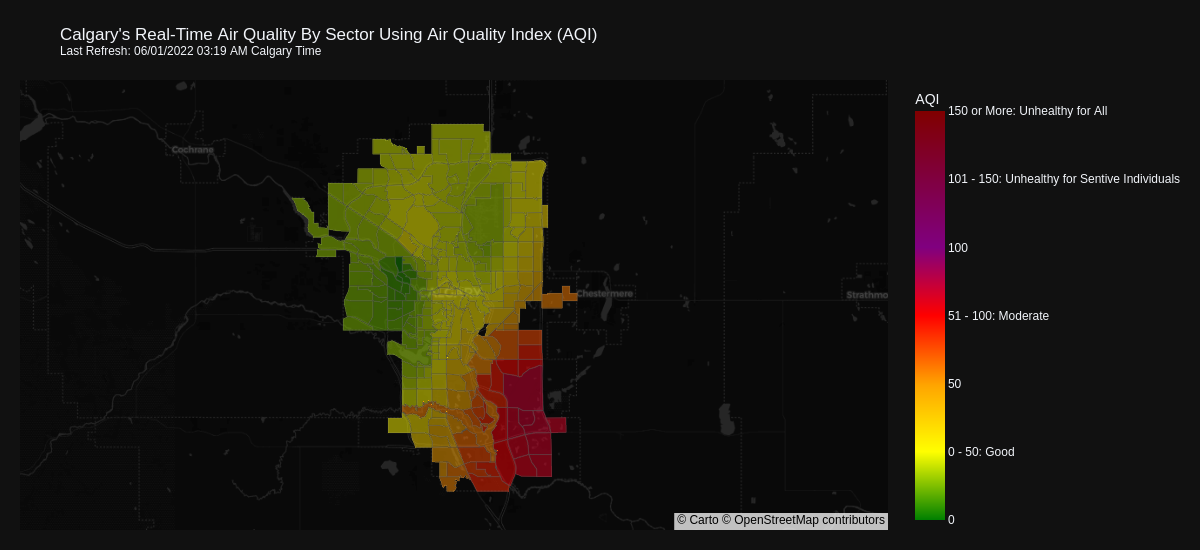 Calgary's Real-Time Air Quality By Sector Using Air Quality Index (AQI)
Last Refresh: 06/01/2022 03:19 AM Calgary Time
AQI
150 or More: Unhealthy for All
Cochrane
101 - 150: Unhealthy for Sentive Individuals
100
Chestermere
Strathmo
51 - 100: Moderate
50
0 - 50: Good
0
© Carto © OpenStreetMap contributors